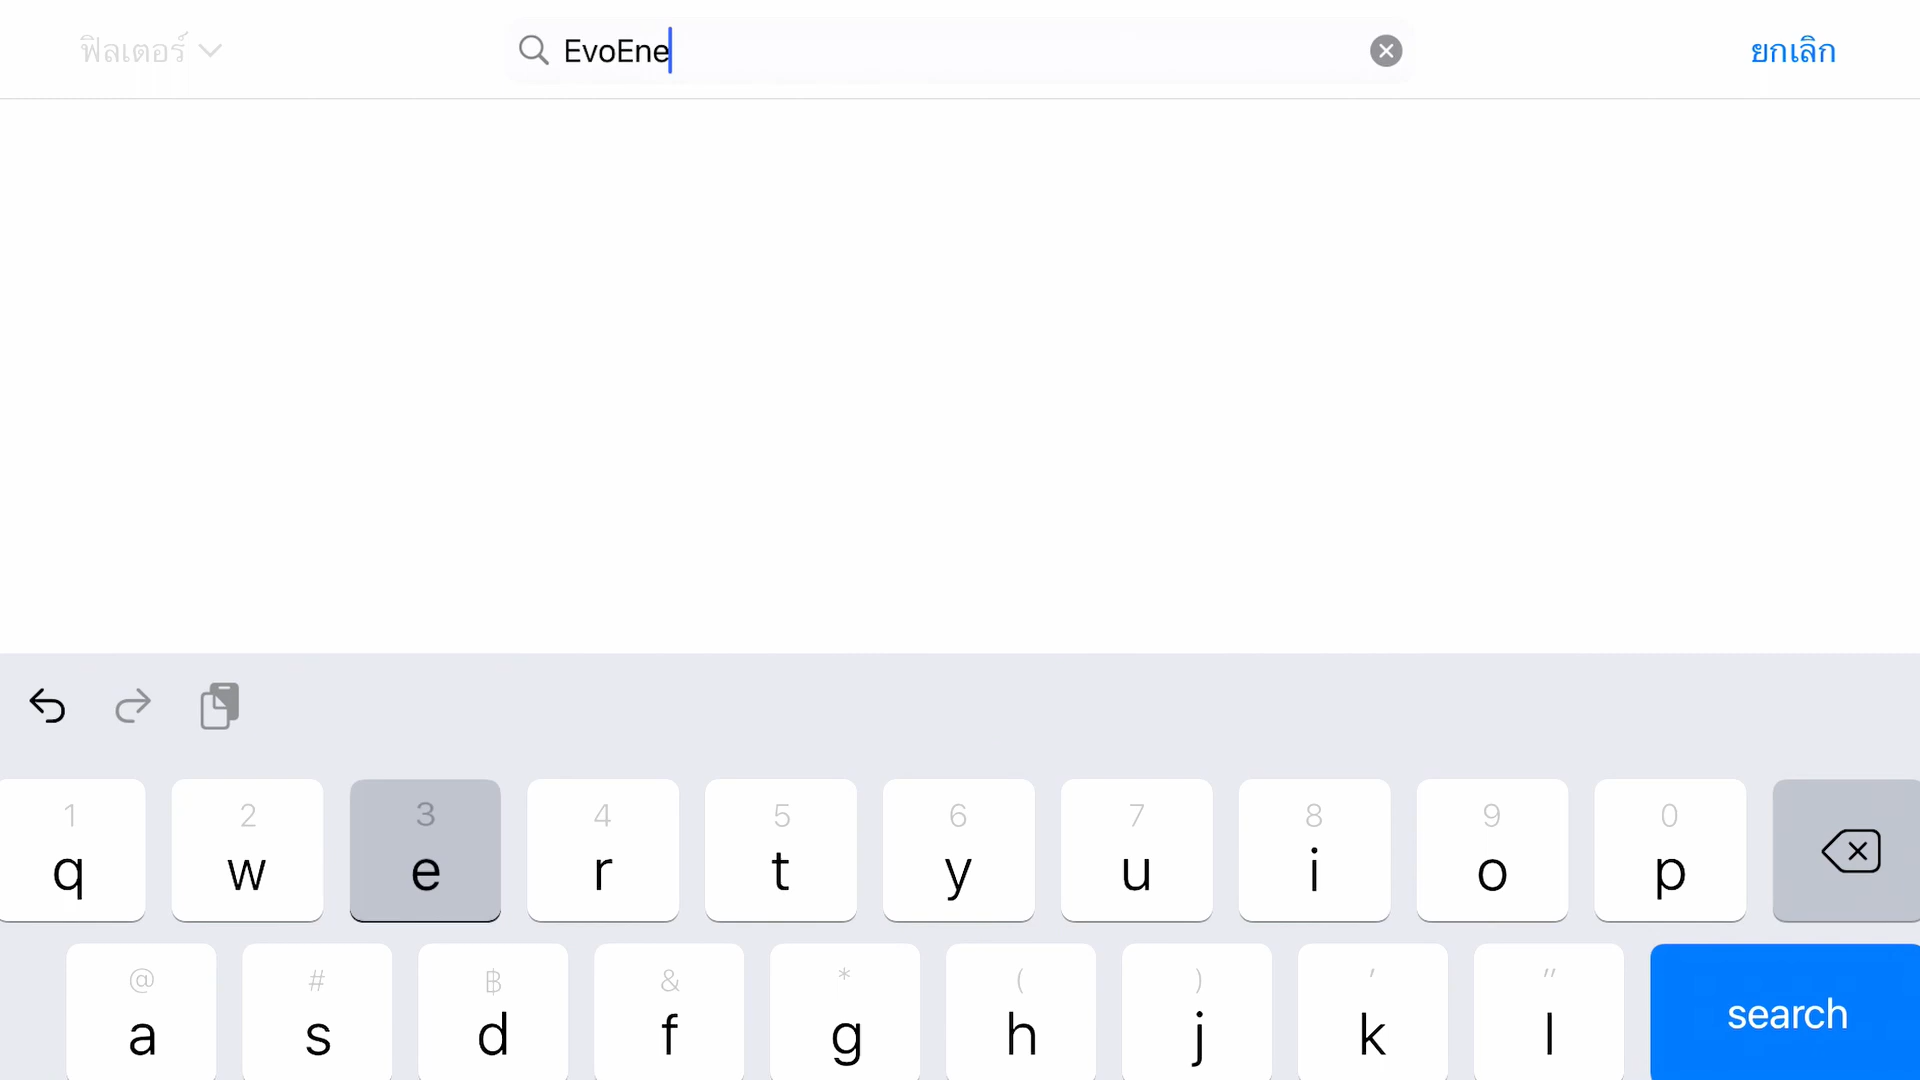 ฟิลเตอร์ EvoEne ยกเลิก
1 2 3 4 5 6 7 8 9 0
q w e r t y u i o p
@ # ฿ & * ( ) ' "
a s d f g h j k l search